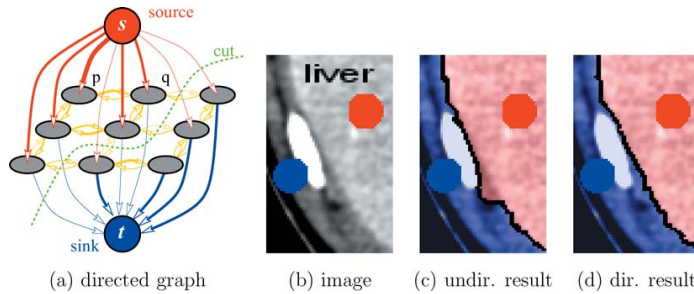 s
source
cut
p
q
t
sink
liver
(a) directed graph
(b) image
(c) undir. result
(d) dir. result